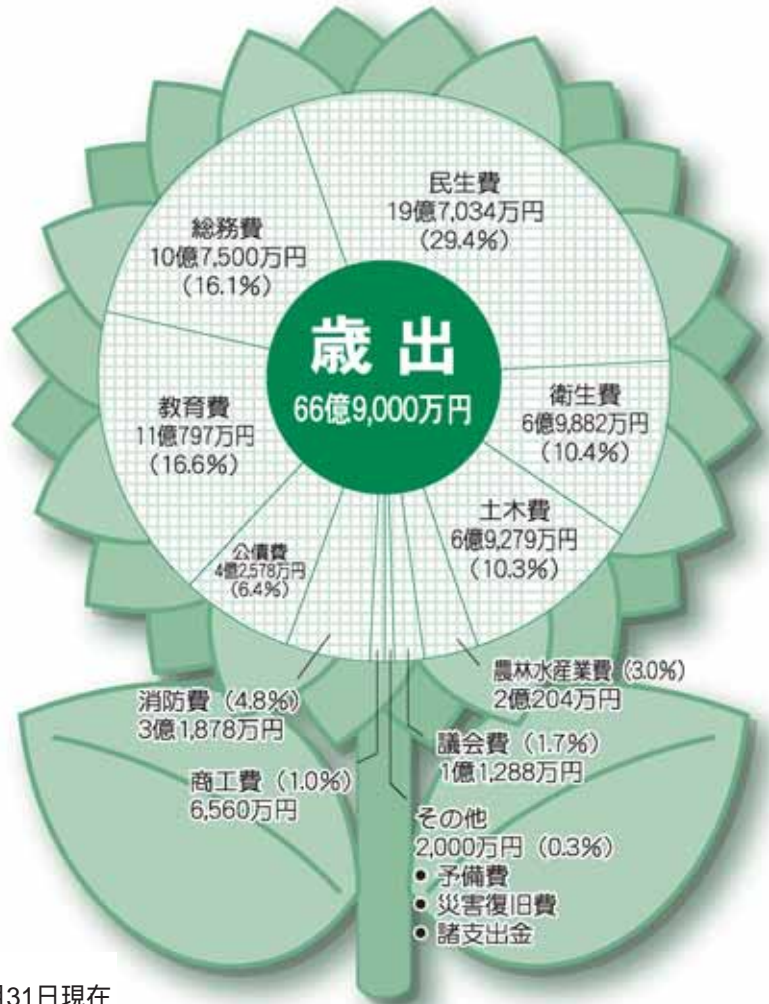 歳出
66億9,000万円
民生費
19億7,034万円
(29.4%)
衛生費
6億9,882万円
(10.4%)
土木費
6億9,279万円
(10.3%)
農林水産業費 (3.0%)
2億204万円
議会費 (1.7%)
1億1,288万円
その他
2,000万円 (0.3%)
• 予備費
• 災害復旧費
• 諸支出金
商工費 (1.0%)
6,560万円
消防費 (4.8%)
3億1,878万円
公債費
4億2,578万円
(6.4%)
教育費
11億797万円
(16.6%)
総務費
10億7,500万円
(16.1%)
31日現在